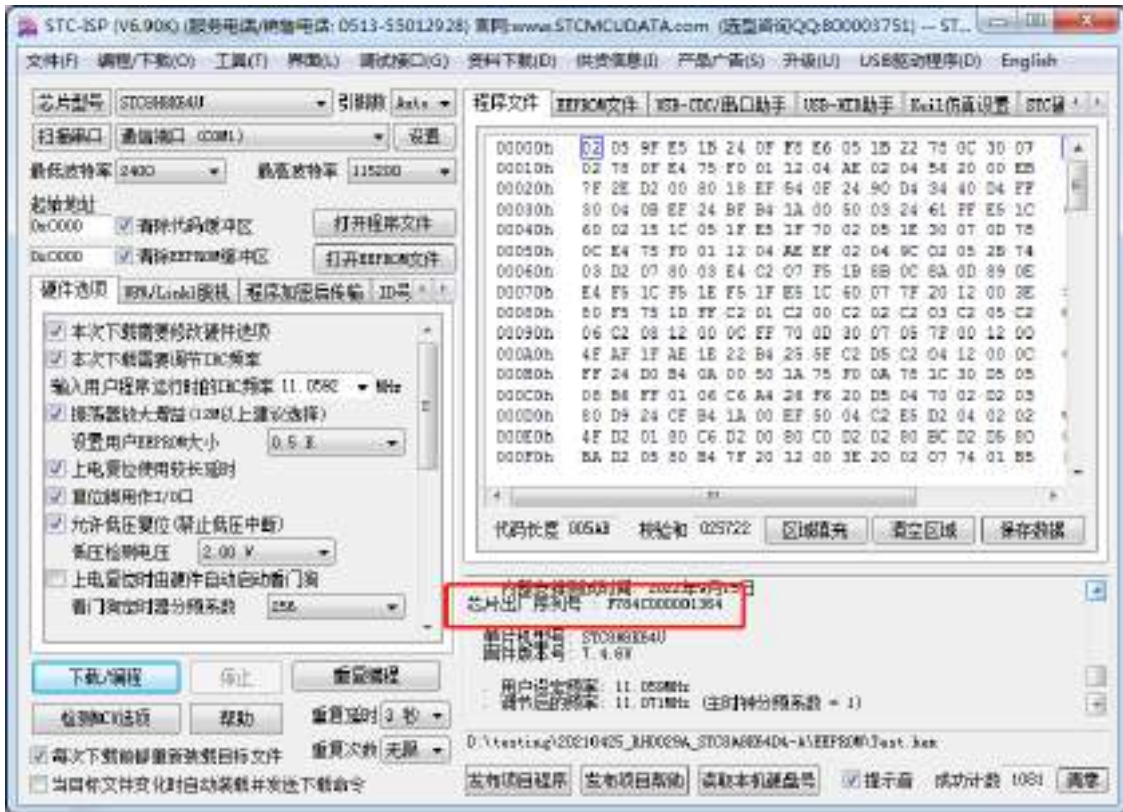 STC-ISP (V6.90K) (服务电话/销售电话: 0513-55012928) 官网:www.STCMCUDATA.com (选型咨询QQ:800003751) -- ST...
文件(F) 编程/下载(O) 工具(T) 界面(L) 调试接口(G) 资料下载(D) 供货信息(I) 产品广告(S) 升级(U) USB驱动程序(D) English
芯片型号 STC8H8K64U 引脚数 Auto
扫描串口 通信端口 (COM1) 设置
最低波特率 2400 最高波特率 115200
起始地址
0x0000 清除代码缓冲区 打开程序文件
0x0000 清除EEPROM缓冲区 打开EEPROM文件
硬件选项 程序加密后传输 ID号
本次下载需要修改硬件选项
本次下载需要调节IRC频率
输入用户程序运行时的IRC频率 11.0592 MHz
振荡器放大增益(12M以上建议选择)
设置用户EEPROM大小 0.5 K
上电复位使用较长延时
复位脚用作I/O口
允许低压复位(禁止低压中断)
低压检测电压 2.00 V
上电复位时由硬件自动启动看门狗
看门狗定时器分频系数 256
下载/编程 停止 重复编程
检测MCU选项 帮助 重复延时 3 秒
每次下载前都重新装载目标文件 重复次数 无限
当目标文件变化时自动装载并发送下载命令
程序文件 EEPROM文件 USB-CDC/串口助手 USB-HID助手 Keil仿真设置
00000h 02 05 9F E5 1B 24 0F F8 E6 05 1B 22 78 0C 30 07
00010h 02 78 0F E4 75 F0 01 12 04 AE 02 04 56 20 00 EB
00020h 7F 2E D2 00 80 18 EF 54 0F 24 90 D4 34 40 D4 FF
00030h 30 04 0B EF 24 BF B4 1A 00 50 03 24 61 FF E5 1C
00040h 60 02 15 1C 05 1F E5 1F 70 02 05 1E 30 07 0D 78
00050h 0C E4 75 F0 01 12 04 AE EF 02 04 9C 02 05 2B 74
00060h 03 D2 07 80 03 E4 C2 07 F5 1B 8B 0C 8A 0D 89 0E
00070h E4 F5 1C F5 1E F5 1F E5 1C 60 07 7F 20 12 00 3E
00080h 80 F5 75 1D FF C2 01 C2 00 C2 02 C2 03 C2 05 C2
00090h 06 C2 08 12 00 0C FF 70 0D 30 07 05 7F 00 12 00
000A0h 4F AF 1F AE 1E 22 B4 25 5F C2 D5 C2 04 12 00 0C
000B0h FF 24 D0 B4 0A 00 50 1A 75 F0 0A 78 1C 30 D5 05
000C0h 08 B6 FF 01 06 C6 A4 26 F6 20 D5 04 70 02 D2 03
000D0h 80 D9 24 CF B4 1A 00 EF 50 04 C2 E5 D2 04 02 02
000E0h 4F D2 01 80 C6 D2 00 80 C0 D2 02 80 BC D2 D5 80
000F0h BA D2 05 80 B4 7F 20 12 00 3E 20 02 07 74 01 B5
代码长度 005AB 校验和 025722 区域填充 清空区域 保存数据
芯片出厂序列号 : F784C000001364
单片机型号: STC8H8K64U
固件版本号: 7.4.6V
用户设定频率: 11.059MHz
调节后的频率: 11.071MHz (主时钟分频系数 = 1)
发布项目程序 发布项目帮助 读取本机硬盘号 提示音 成功计数 1081 清零